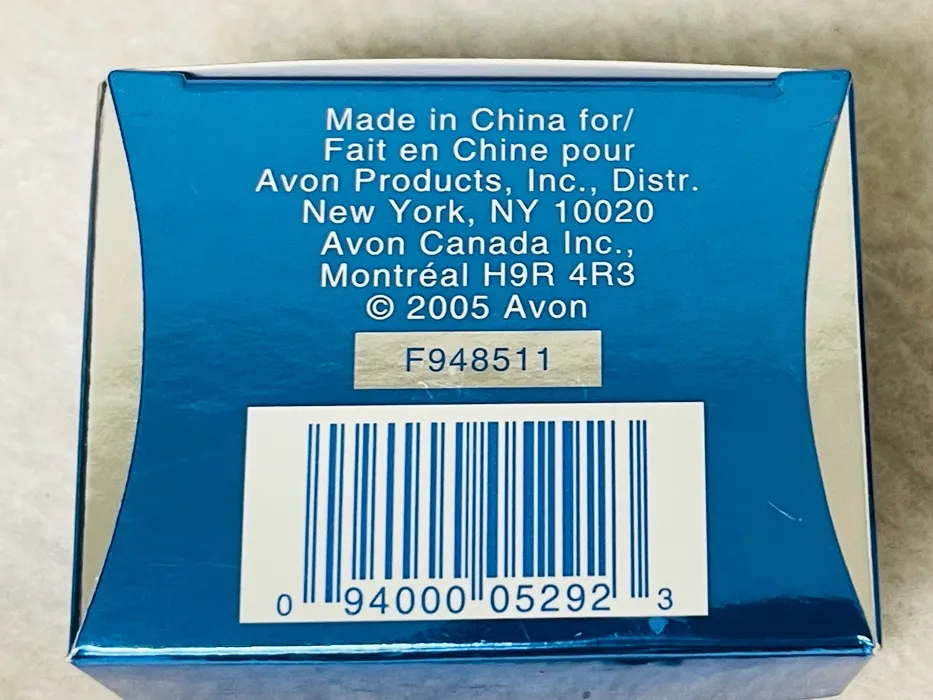 Made in China for/
Fait en Chine pour
Avon Products, Inc., Distr.
New York, NY 10020
Avon Canada Inc.,
Montréal H9R 4R3
© 2005 Avon
F948511
0 94000 05292 3